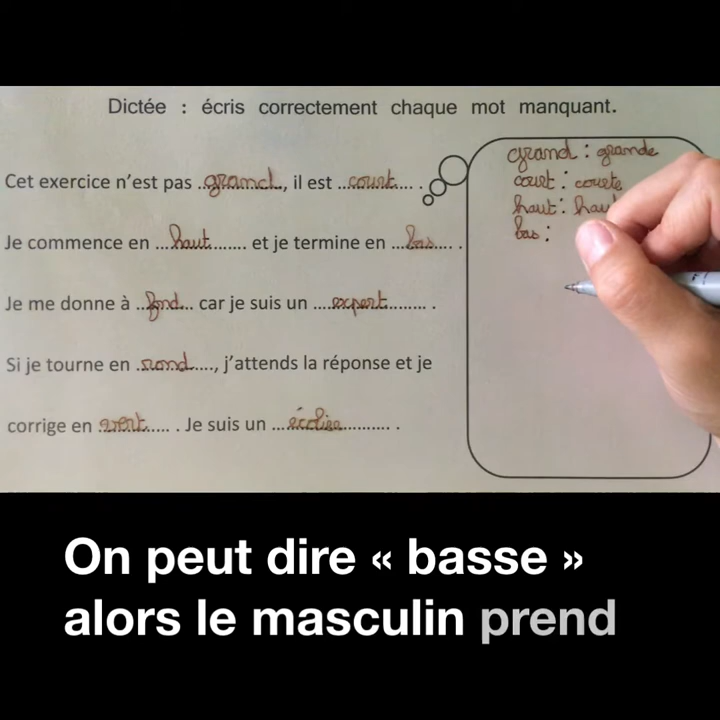 Dictée : écris correctement chaque mot manquant.
grand : grande
Cet exercice n'est pas .grand., il est ...court.... .
court : courte
haut : hau
Je commence en ...haut....... et je termine en ...bas.... .
bas :
Je me donne à ..fond... car je suis un ....expert......... .
Si je tourne en .rond....., j'attends la réponse et je
corrige en .vert...... . Je suis un ...écolier........... .
On peut dire « basse »
alors le masculin prend